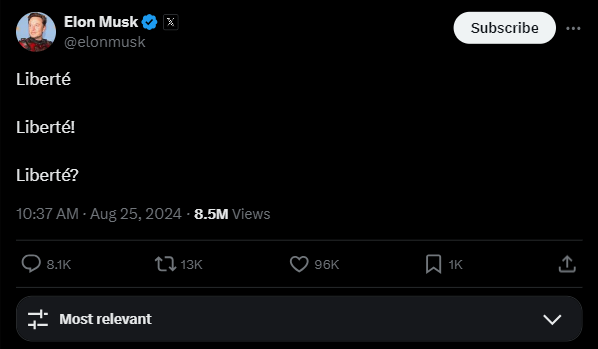 Elon Musk
@elonmusk
Subscribe
Liberté
Liberté!
Liberté?
10:37 AM · Aug 25, 2024 · 8.5M Views
8.1K 13K 96K 1K
Most relevant